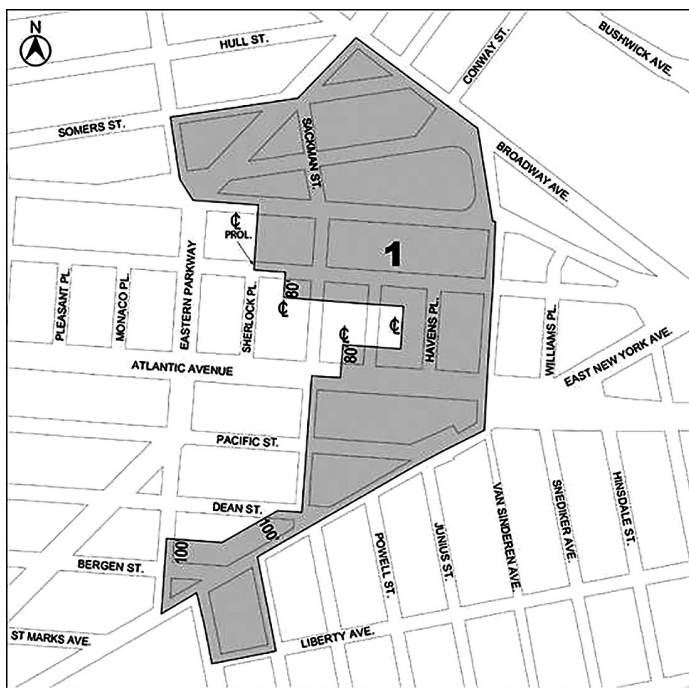 N
HULL ST.
CONWAY ST.
BUSHWICK AVE.
SOMERS ST.
SACKMAN ST.
BROADWAY AVE.
℄
PROL.
1
PLEASANT PL.
MONACO PL.
EASTERN PARKWAY
SHERLOCK PL.
80'
℄
℄
℄
80'
HAVENS PL.
WILLIAMS PL.
EAST NEW YORK AVE.
ATLANTIC AVENUE
PACIFIC ST.
DEAN ST.
100'
100'
BERGEN ST.
POWELL ST.
JUNIUS ST.
VAN SINDEREN AVE.
SNEDIKER AVE.
HINSDALE ST.
ST MARKS AVE.
LIBERTY AVE.